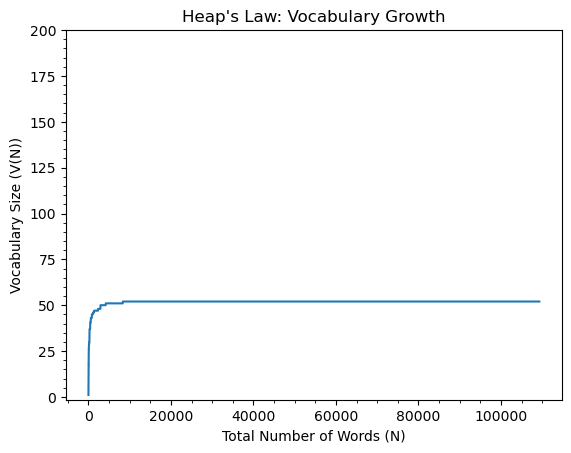 Heap's Law: Vocabulary Growth
200
175
150
125
100
75
50
25
0
Vocabulary Size (V(N))
0 20000 40000 60000 80000 100000
Total Number of Words (N)